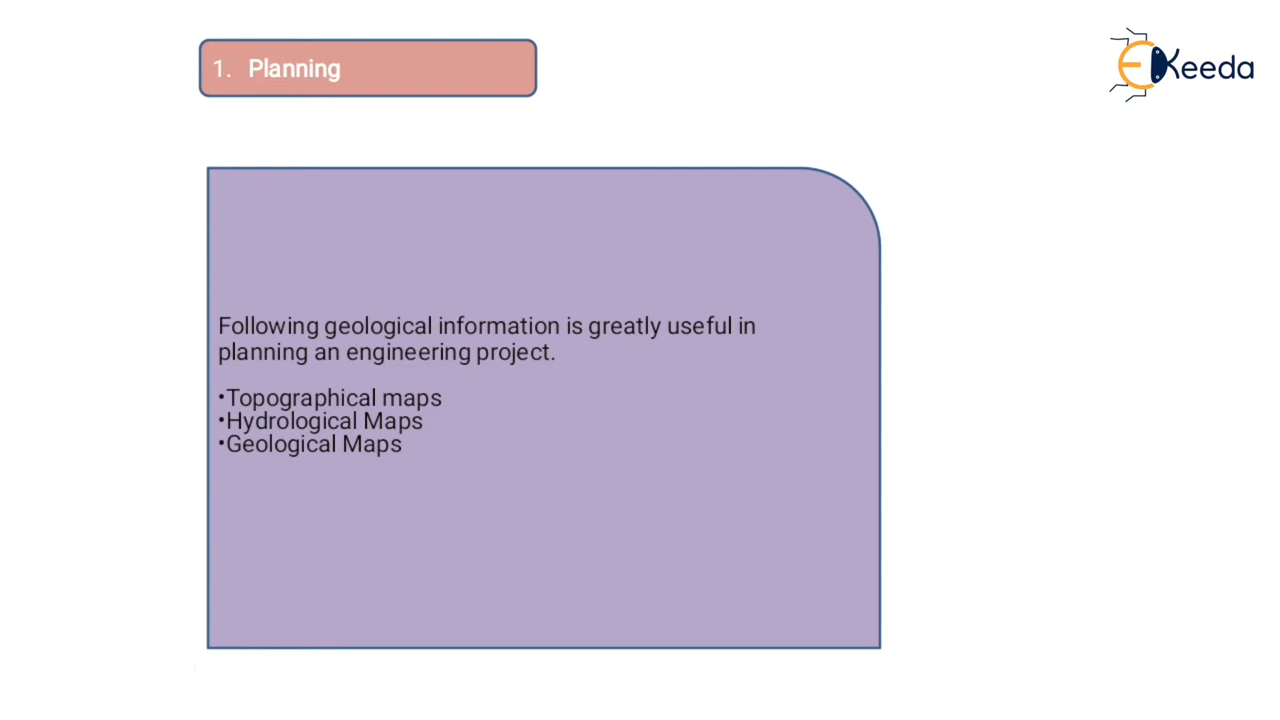 1. Planning
EKeeda
Following geological information is greatly useful in
planning an engineering project.
•Topographical maps
•Hydrological Maps
•Geological Maps